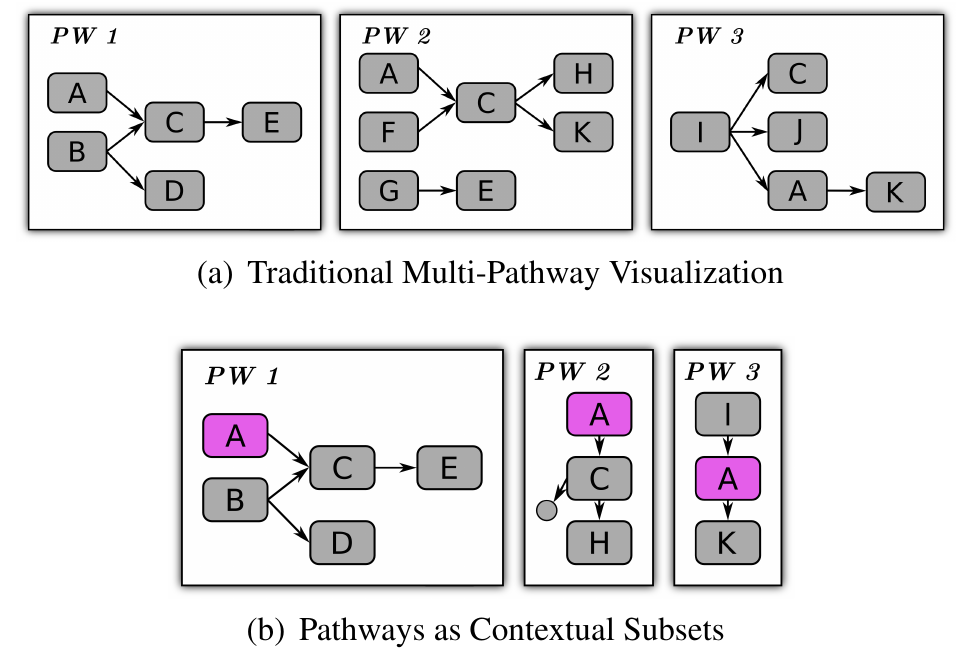 PW 1
A
B
C
D
E
PW 2
A
F
G
C
E
H
K
PW 3
I
C
J
A
K
(a) Traditional Multi-Pathway Visualization
PW 1
A
B
C
D
E
PW 2
A
C
H
PW 3
I
A
K
(b) Pathways as Contextual Subsets